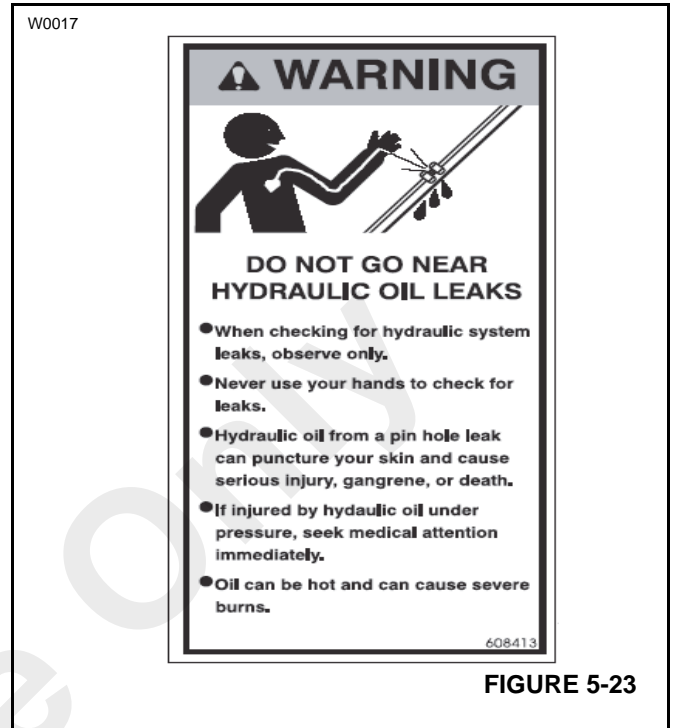 W0017
WARNING
DO NOT GO NEAR
HYDRAULIC OIL LEAKS
●When checking for hydraulic system
leaks, observe only.
●Never use your hands to check for
leaks.
●Hydraulic oil from a pin hole leak
can puncture your skin and cause
serious injury, gangrene, or death.
●If injured by hydaulic oil under
pressure, seek medical attention
immediately.
●Oil can be hot and can cause severe
burns.
608413
FIGURE 5-23